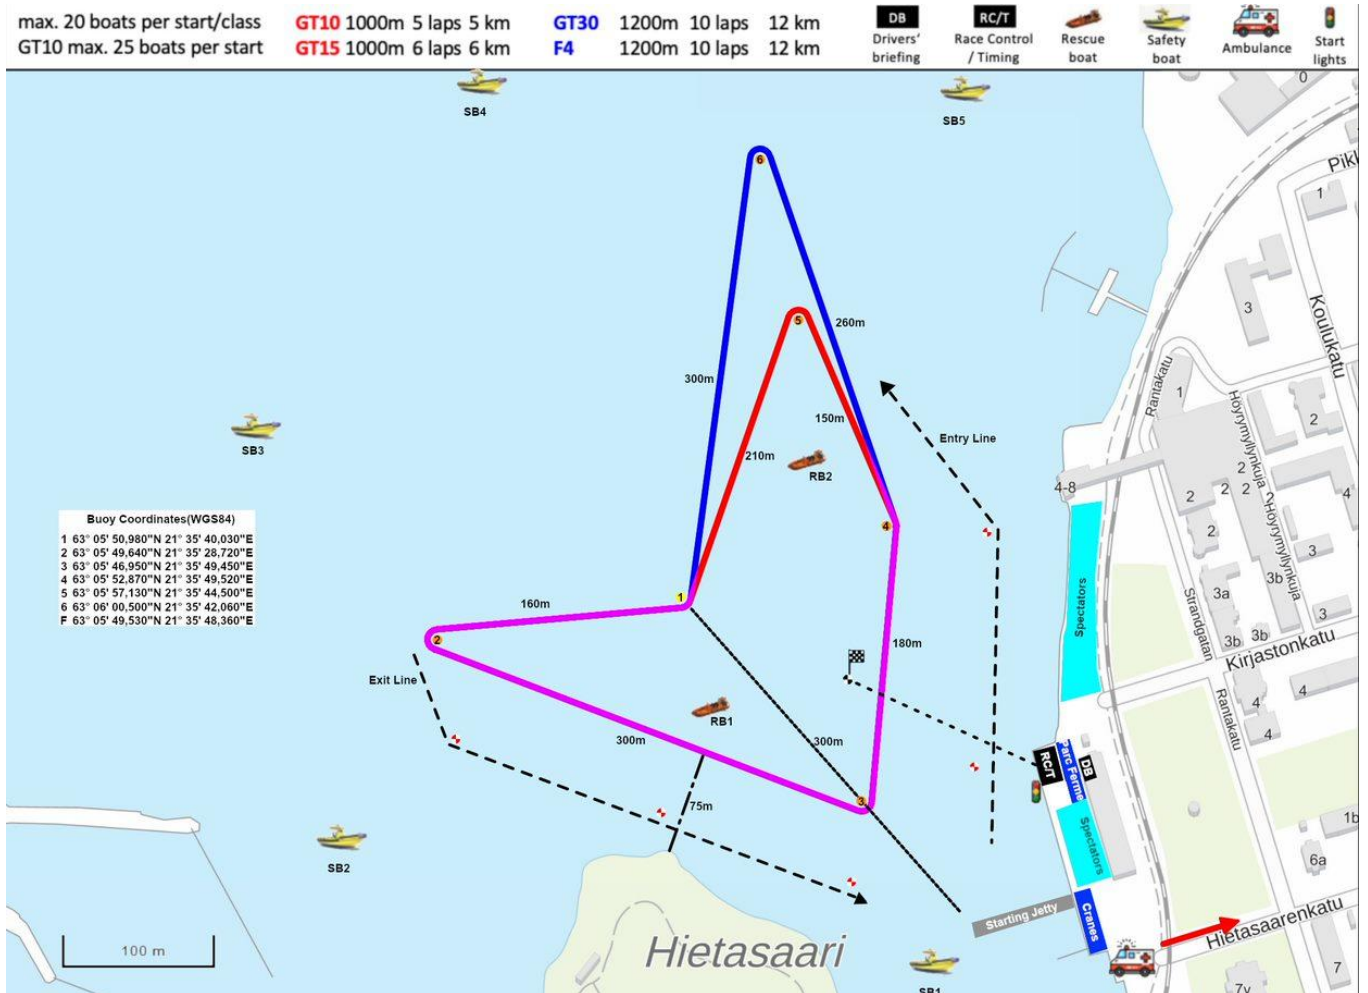 max. 20 boats per start/class
GT10 max. 25 boats per start
GT10 1000m 5 laps 5 km
GT15 1000m 6 laps 6 km
GT30 1200m 10 laps 12 km
F4 1200m 10 laps 12 km
DB
Drivers'
briefing
RC/T
Race Control
/ Timing
Rescue
boat
Safety
boat
Ambulance
Start
lights
SB4
SB5
0
6
Pikl
1
3
Koulukatu
260m
5
300m
Rantakatu
1
Höyrymyllynkuja
2
150m
Entry Line
SB3
210m
RB2
4-8
2
2
2
2
2
4
Höyrymyllynkuja
4
2
3
Buoy Coordinates(WGS84)
1 63° 05' 50,980"N 21° 35' 40,030"E
2 63° 05' 49,640"N 21° 35' 28,720"E
3 63° 05' 46,950"N 21° 35' 49,450"E
4 63° 05' 52,870"N 21° 35' 49,520"E
5 63° 05' 57,130"N 21° 35' 44,500"E
6 63° 06' 00,500"N 21° 35' 42,060"E
F 63° 05' 49,530"N 21° 35' 48,360"E
160m
1
Spectators
Strandgatan
3a
3b
3
3b
3b
Kirjastonkatu
2
180m
Exit Line
4
4
4
Rantakatu
RB1
300m
300m
RC/T
Parc Ferme
DB
75m
3
Spectators
1b
6a
SB2
Starting Jetty
Cranes
Hietasaarenkatu
100 m
Hietasaari
SB1
7
7v